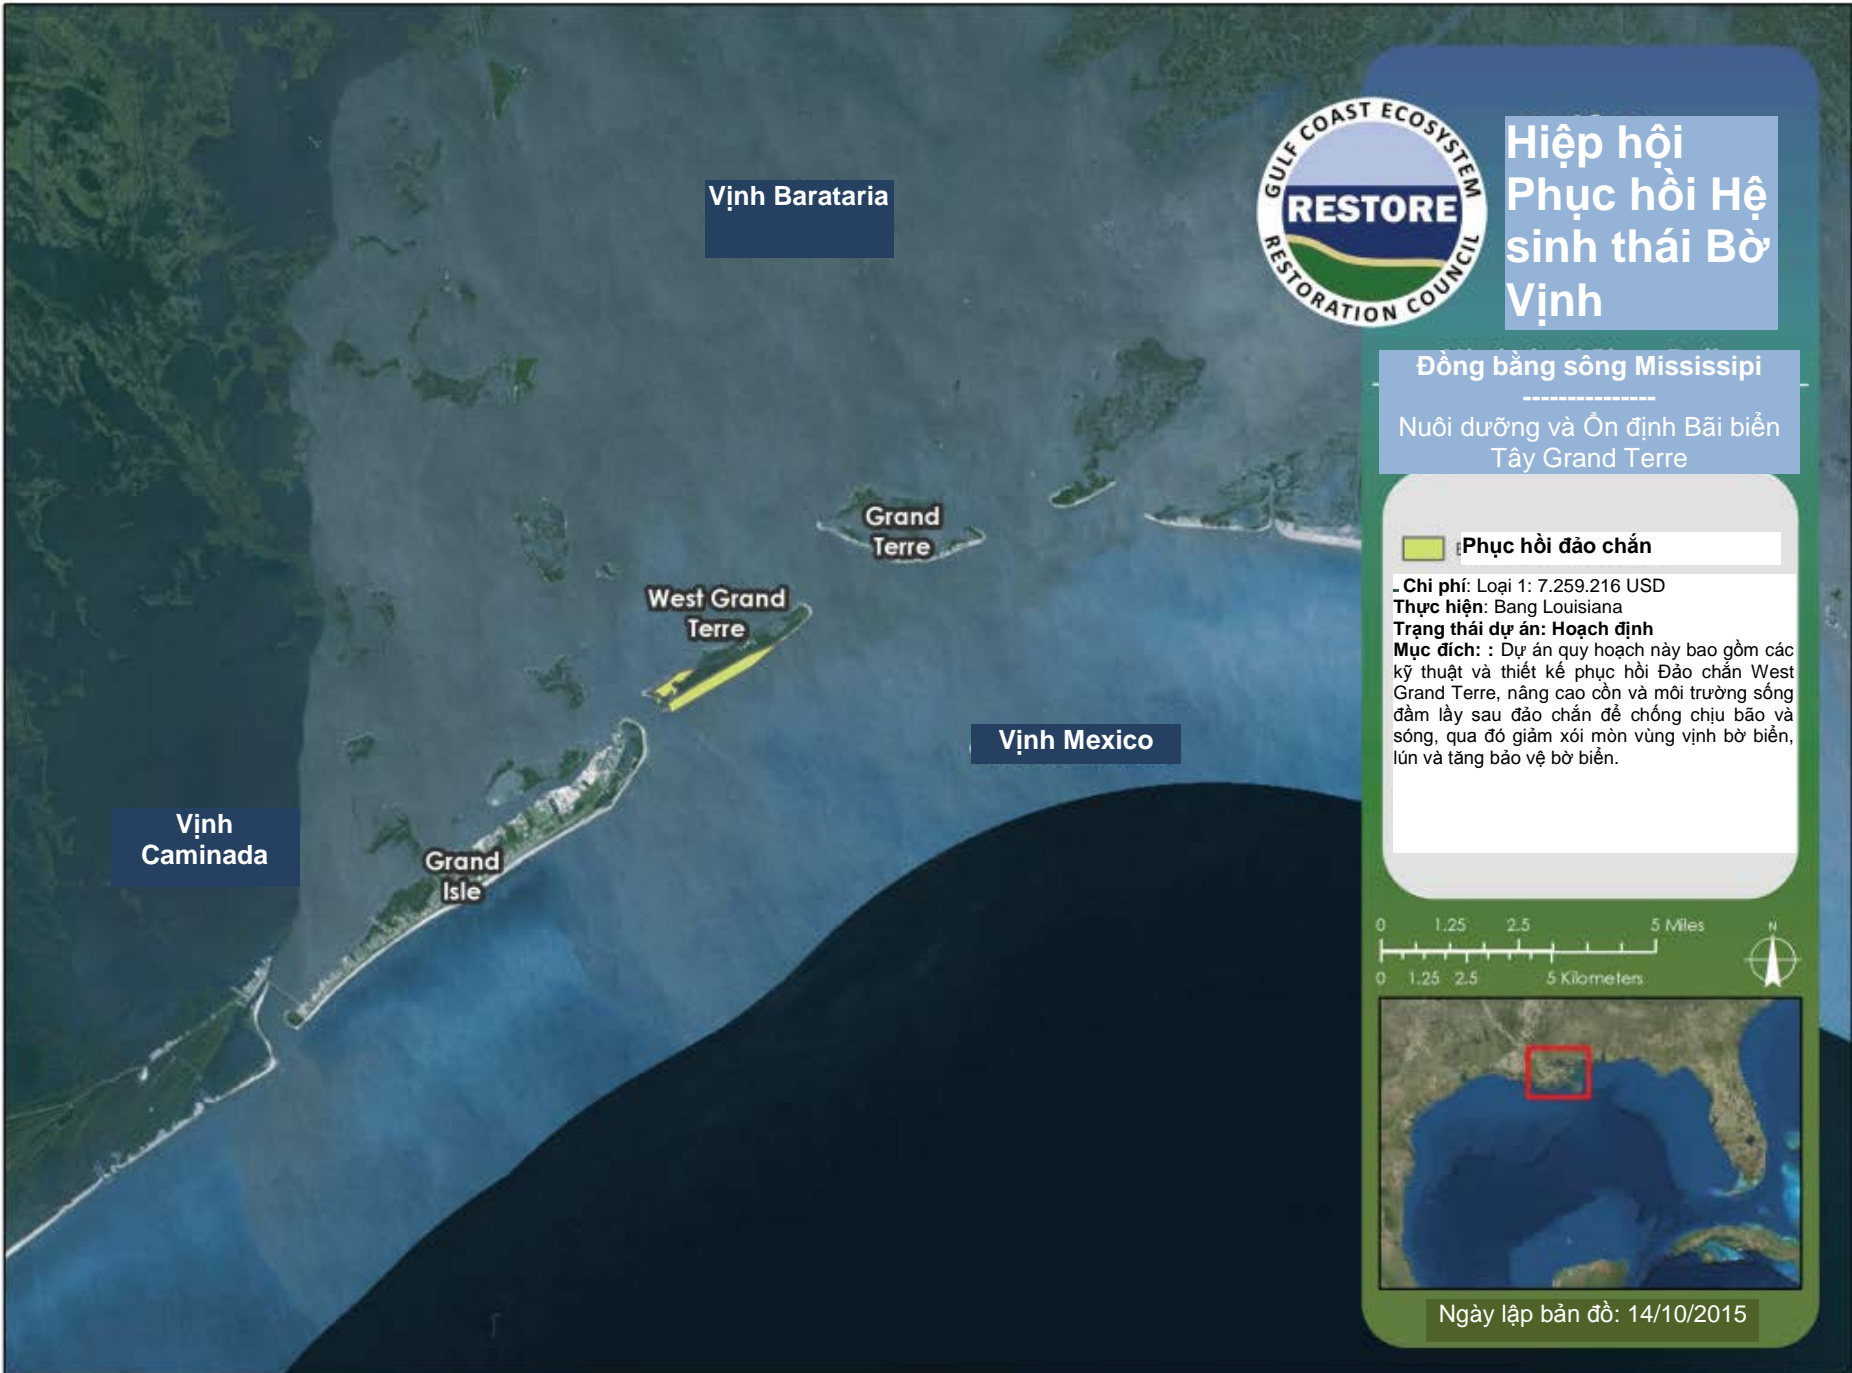 Vịnh Barataria
GULF COAST ECOSYSTEM
RESTORE
RESTORATION COUNCIL
Hiệp hội
Phục hồi Hệ
sinh thái Bờ
Vịnh
Đồng bằng sông Mississipi
---------------
Nuôi dưỡng và Ổn định Bãi biển
Tây Grand Terre
Grand
Terre
West Grand
Terre
Vịnh Mexico
Vịnh
Caminada
Grand
Isle
Phục hồi đảo chắn
Chi phí: Loại 1: 7.259.216 USD
Thực hiện: Bang Louisiana
Trạng thái dự án: Hoạch định
Mục đích: : Dự án quy hoạch này bao gồm các
kỹ thuật và thiết kế phục hồi Đảo chắn West
Grand Terre, nâng cao cồn và môi trường sống
đầm lầy sau đảo chắn để chống chịu bão và
sóng, qua đó giảm xói mòn vùng vịnh bờ biển,
lún và tăng bảo vệ bờ biển.
0 1.25 2.5 5 Miles
0 1.25 2.5 5 Kilometers
N
Ngày lập bản đồ: 14/10/2015